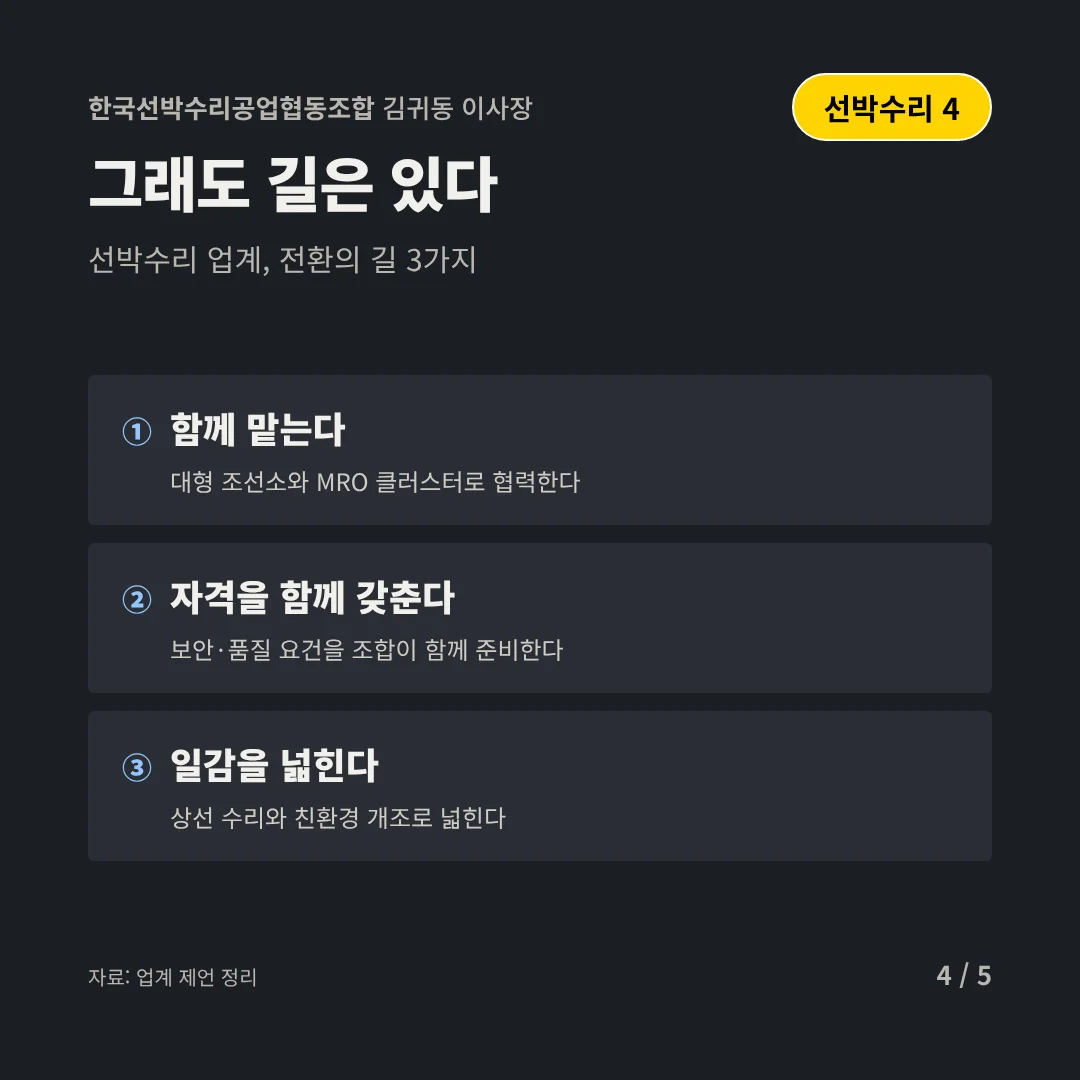 한국선박수리공업협동조합 김귀동 이사장
선박수리 4
그래도 길은 있다
선박수리 업계, 전환의 길 3가지
① 함께 맡는다
대형 조선소와 MRO 클러스터로 협력한다
② 자격을 함께 갖춘다
보안·품질 요건을 조합이 함께 준비한다
③ 일감을 넓힌다
상선 수리와 친환경 개조로 넓힌다
자료: 업계 제언 정리
4 / 5